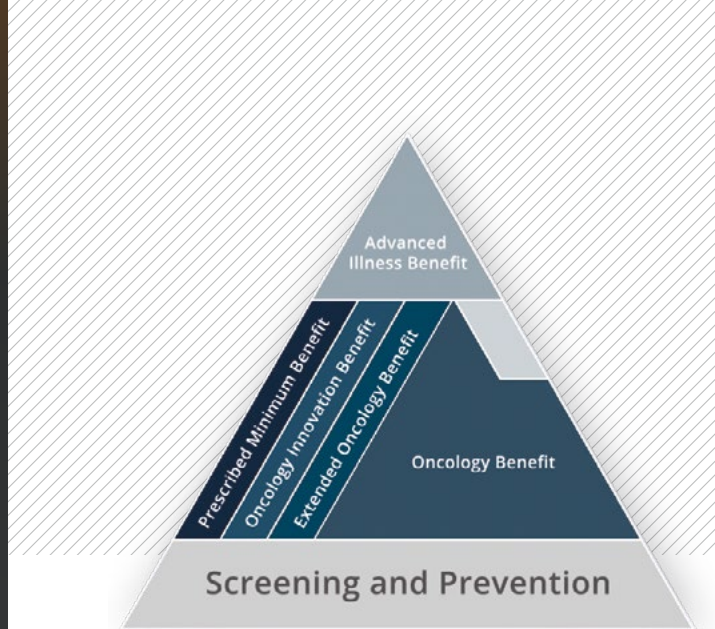 Advanced
Illness Benefit
Prescribed Minimum Benefit
Oncology Innovation Benefit
Extended Oncology Benefit
Oncology Benefit
Screening and Prevention